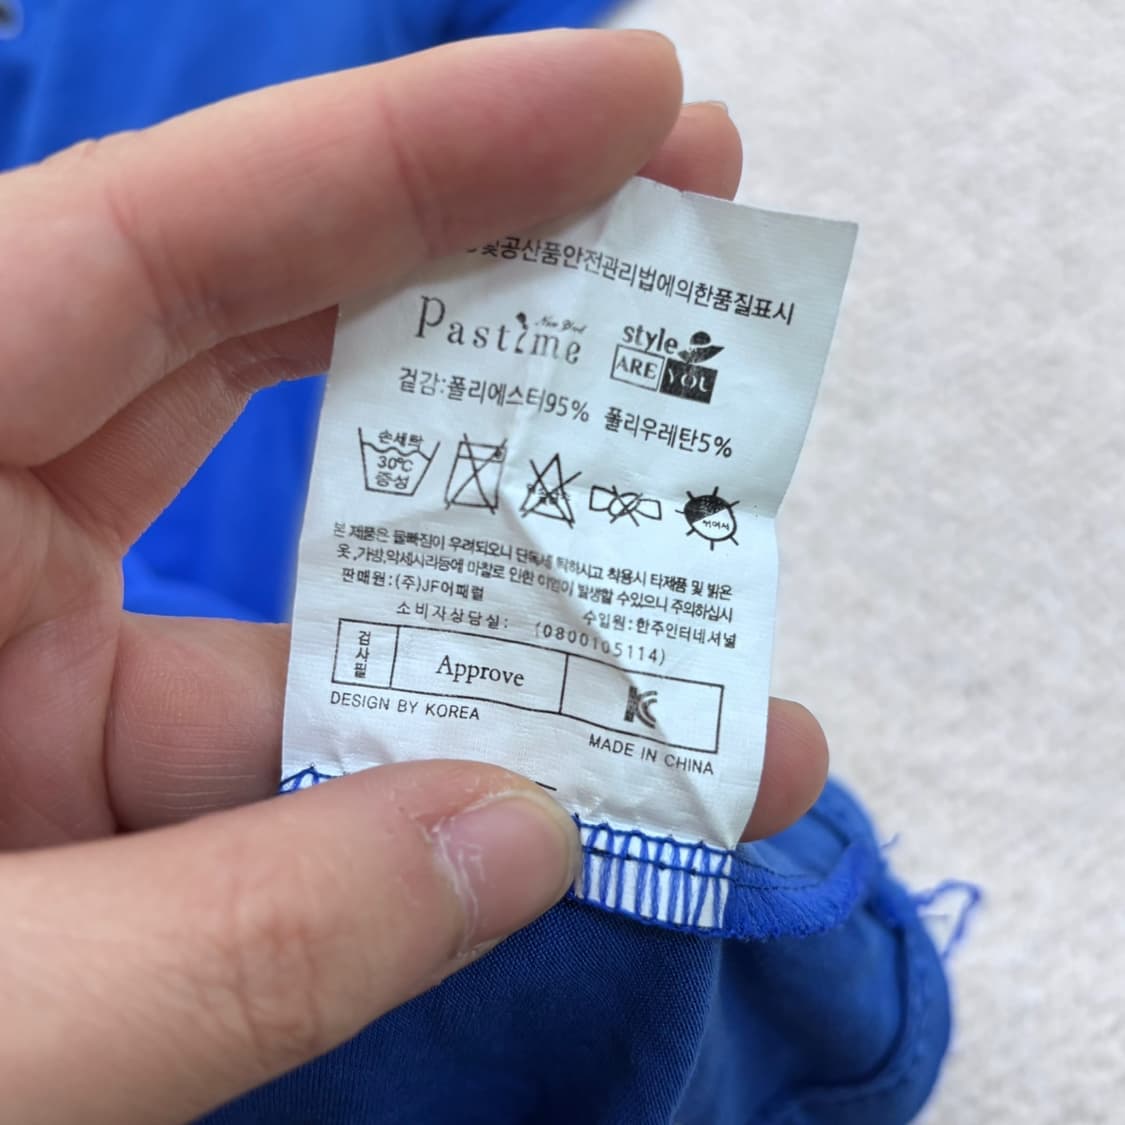 및공산품안전관리법에의한품질표시
Pastime New York
style
ARE YOU
겉감:폴리에스터95% 폴리우레탄5%
손세탁
30℃
중성
뉘어서
본 제품은 물빠짐이 우려되오니 단독세탁하시고 착용시 타제품 및 밝은
옷,가방,악세시리등에 마찰로 인한 이염이 발생할 수있으니 주의하십시
판매원:(주)JF어패럴
수입원:한주인터네셔널
소비자상담실: (0800105114)
검사필
Approve
KC
DESIGN BY KOREA
MADE IN CHINA